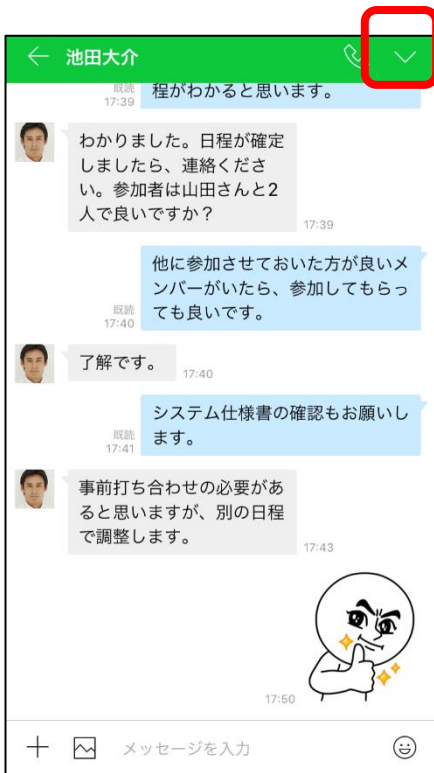 池田大介
程がわかると思います。
既読
17:39
わかりました。日程が確定
しましたら、連絡くださ
い。参加者は山田さんと2
人で良いですか？
17:39
他に参加させておいた方が良いメ
ンバーがいたら、参加してもらっ
ても良いです。
既読
17:40
了解です。
17:40
システム仕様書の確認もお願いし
ます。
既読
17:41
事前打ち合わせの必要があ
ると思いますが、別の日程
で調整します。
17:43
17:50
メッセージを入力